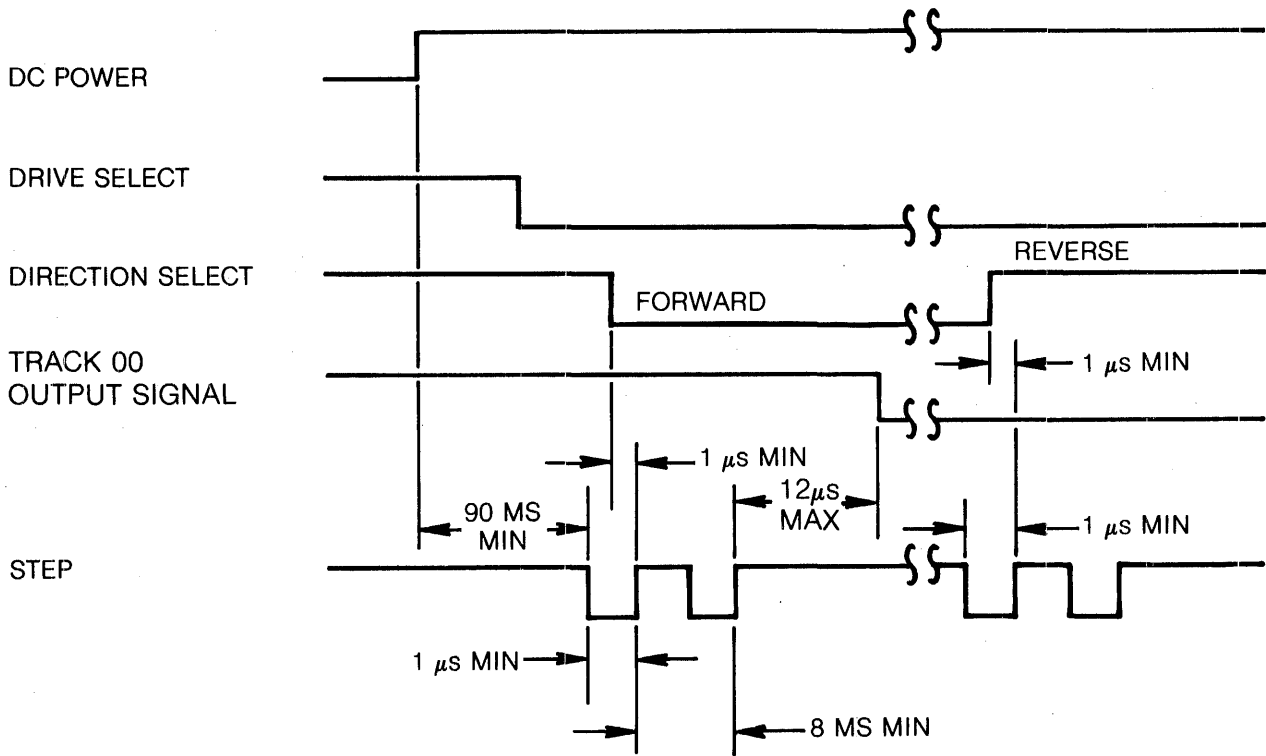 DC POWER
DRIVE SELECT
REVERSE
DIRECTION SELECT
FORWARD
TRACK 00
OUTPUT SIGNAL
1 µs MIN
1 µs MIN
12µs
MAX
90 MS
MIN
1 µs MIN
STEP
1 µs MIN
8 MS MIN